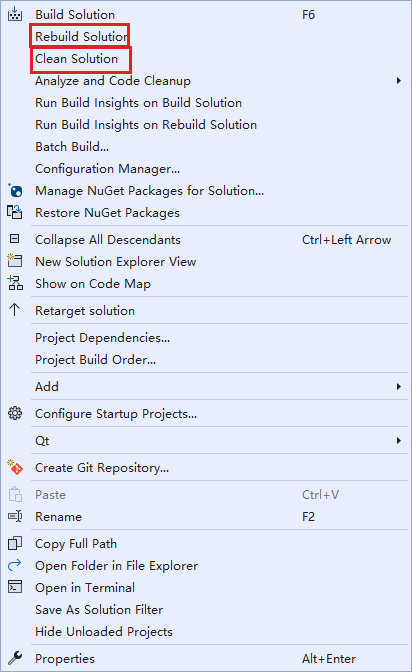 Build Solution F6
Rebuild Solution
Clean Solution
Analyze and Code Cleanup
Run Build Insights on Build Solution
Run Build Insights on Rebuild Solution
Batch Build...
Configuration Manager...
Manage NuGet Packages for Solution...
Restore NuGet Packages
Collapse All Descendants Ctrl+Left Arrow
New Solution Explorer View
Show on Code Map
Retarget solution
Project Dependencies...
Project Build Order...
Add
Configure Startup Projects...
Qt
Create Git Repository...
Paste Ctrl+V
Rename F2
Copy Full Path
Open Folder in File Explorer
Open in Terminal
Save As Solution Filter
Hide Unloaded Projects
Properties Alt+Enter